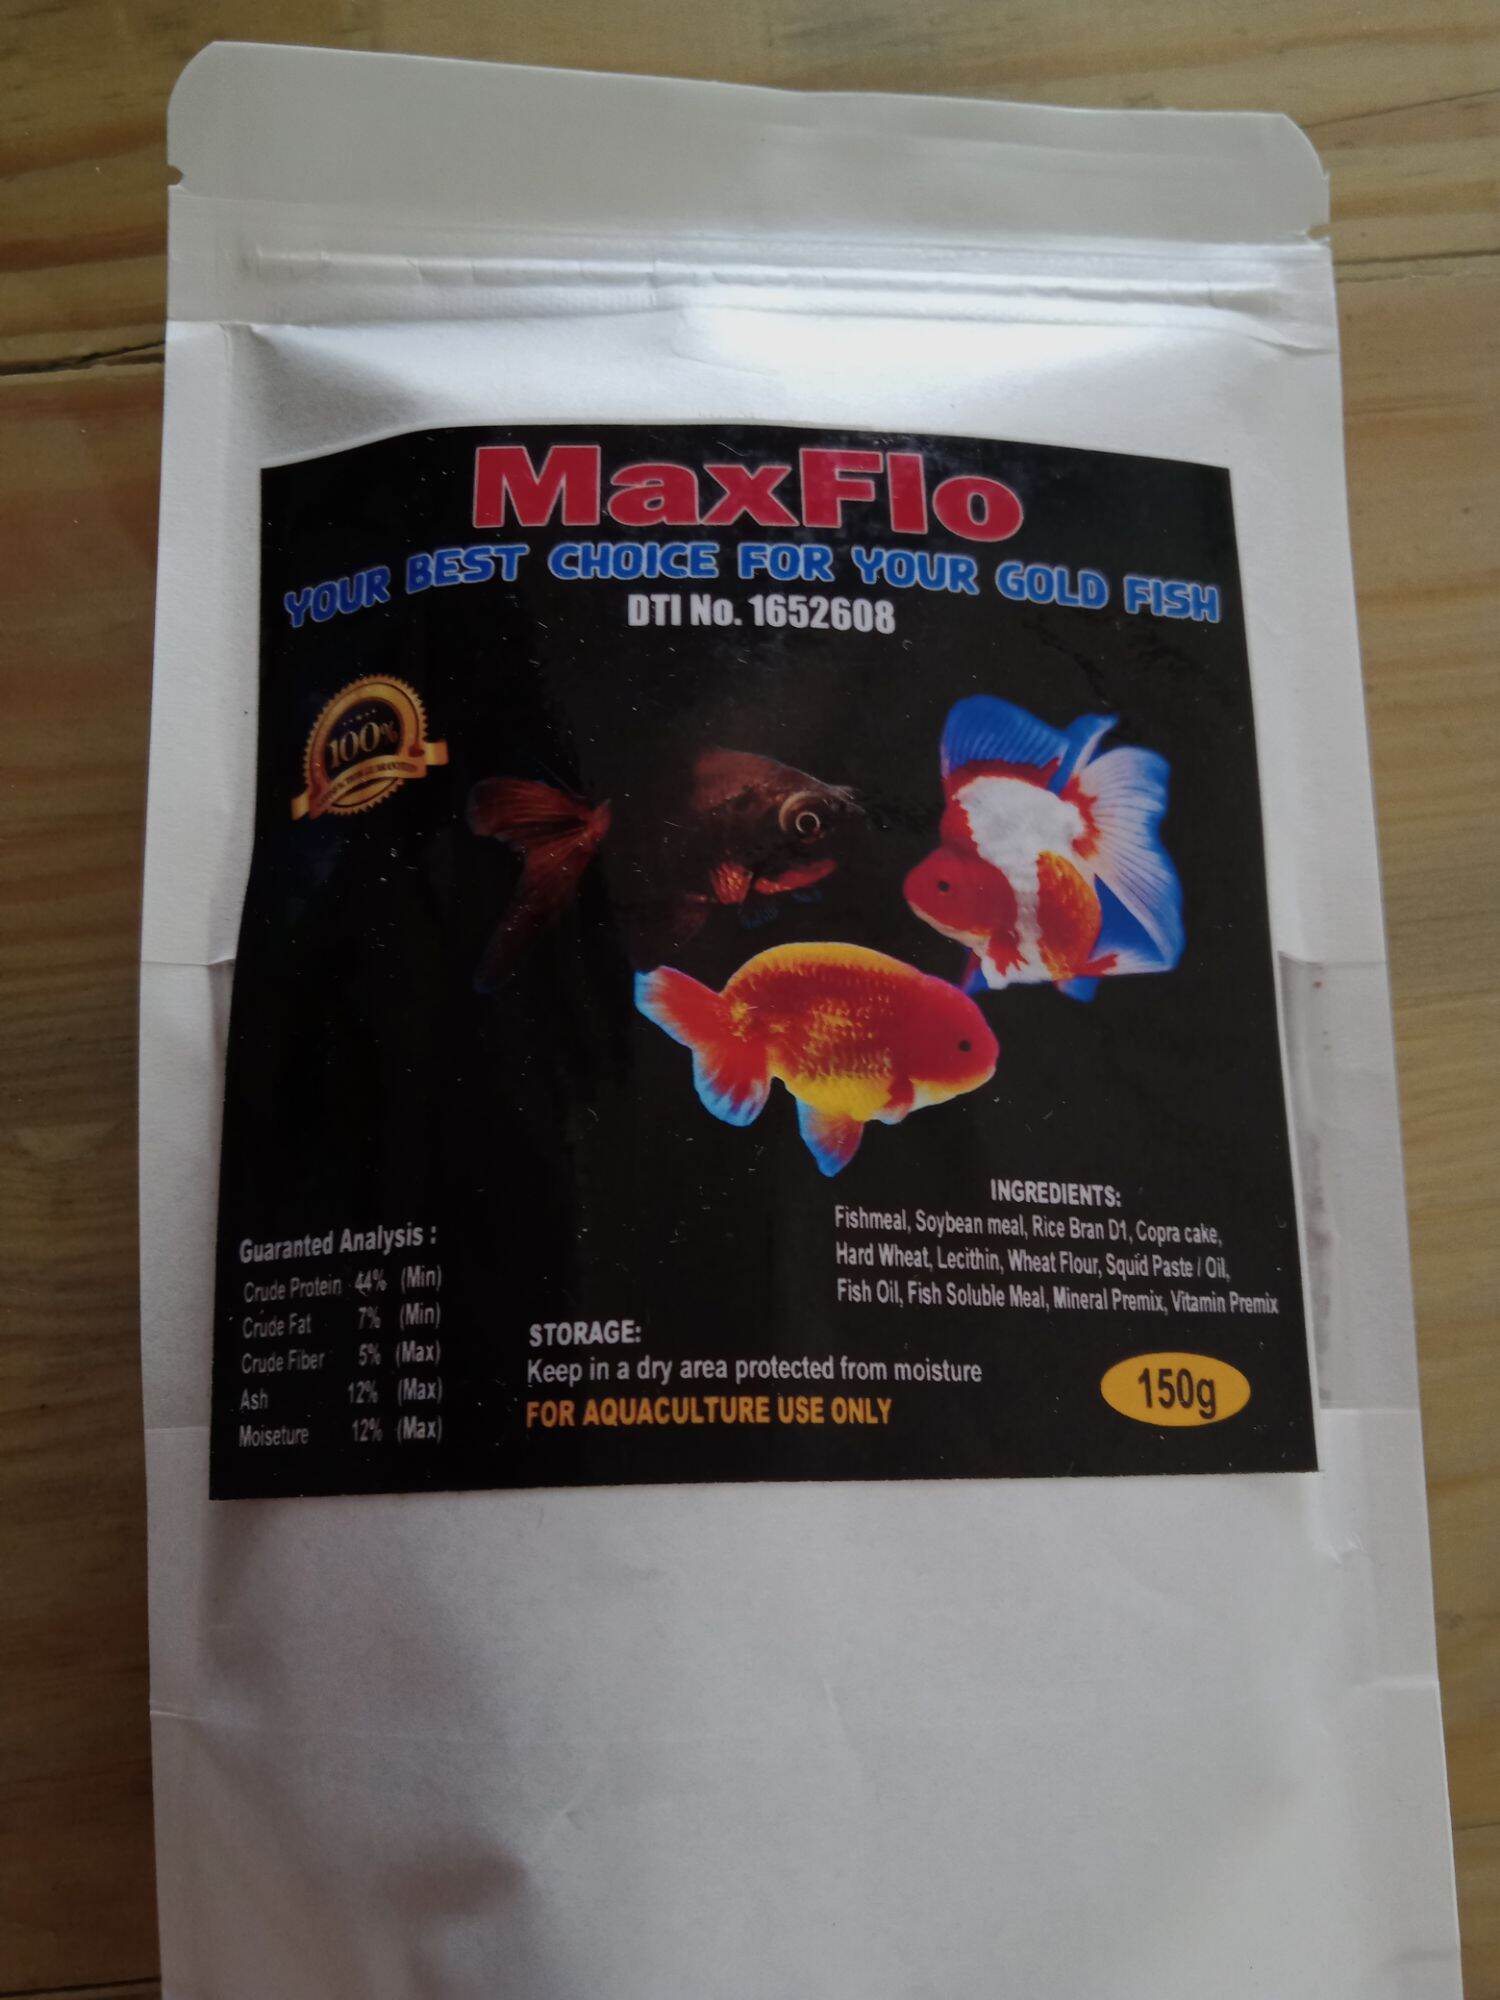 MaxFlo
YOUR BEST CHOICE FOR YOUR GOLD FISH
DTI No. 1652608
100%
Guaranted Analysis :
Crude Protein 44% (Min)
Crude Fat 7% (Min)
Crude Fiber 5% (Max)
Ash 12% (Max)
Moiseture 12% (Max)
INGREDIENTS:
Fishmeal, Soybean meal, Rice Bran D1, Copra cake,
Hard Wheat, Lecithin, Wheat Flour, Squid Paste / Oil,
Fish Oil, Fish Soluble Meal, Mineral Premix, Vitamin Premix
STORAGE:
Keep in a dry area protected from moisture
FOR AQUACULTURE USE ONLY
150g